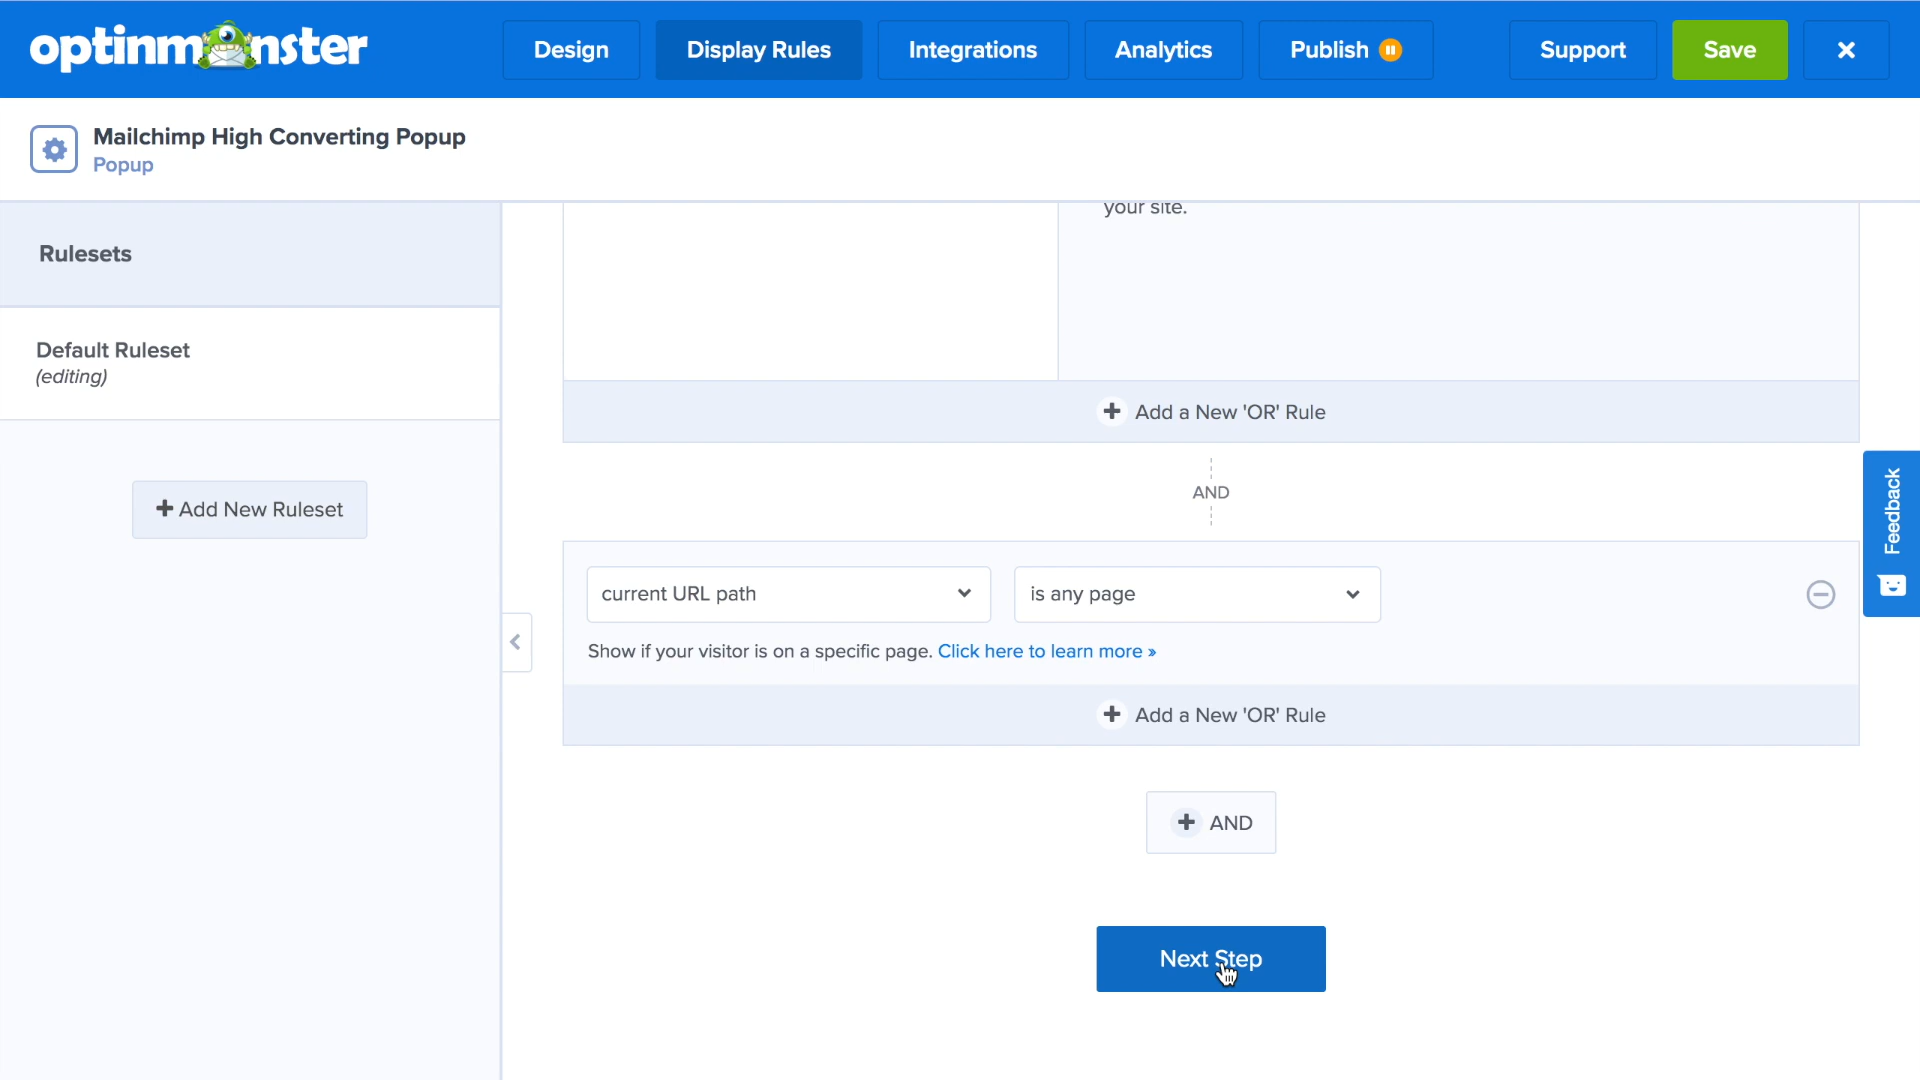 optinmonster
Design
Display Rules
Integrations
Analytics
Publish
Support
Save
Mailchimp High Converting Popup
Popup
Rulesets
your site.
Default Ruleset
(editing)
Add a New 'OR' Rule
AND
Add New Ruleset
Feedback
current URL path
is any page
Show if your visitor is on a specific page. Click here to learn more »
Add a New 'OR' Rule
AND
Next Step